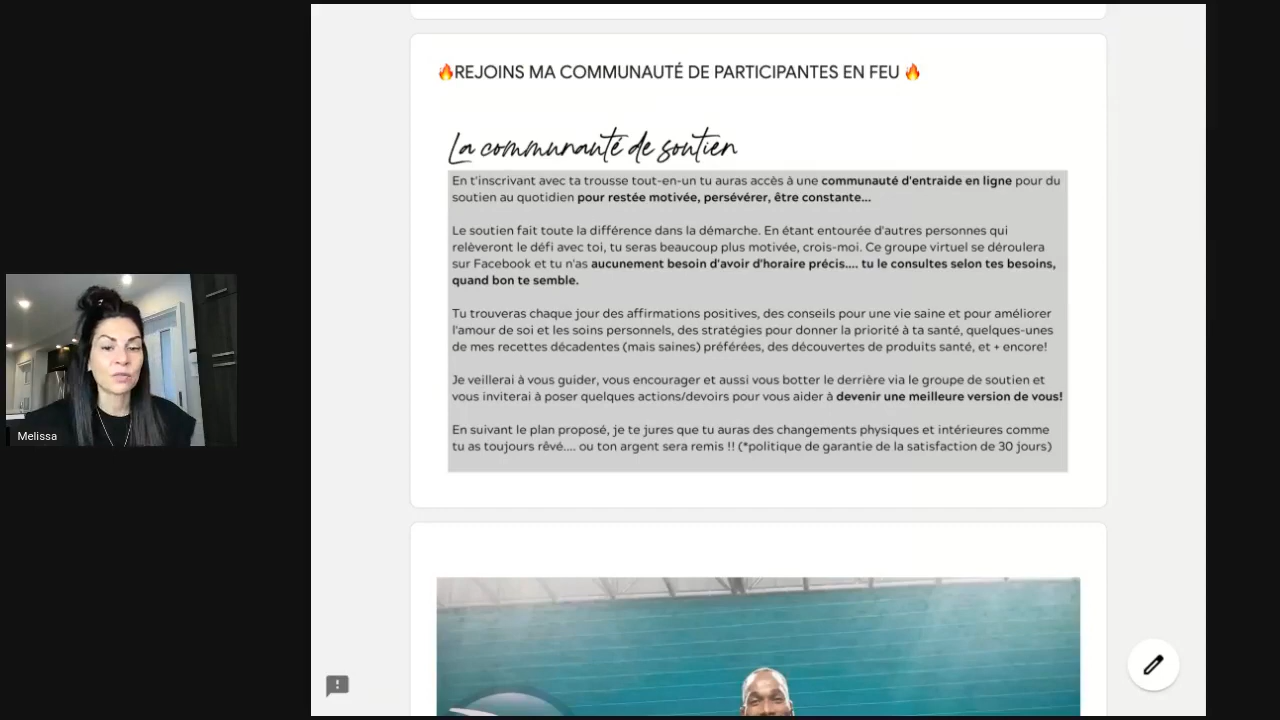 🔥REJOINS MA COMMUNAUTÉ DE PARTICIPANTES EN FEU 🔥
La communauté de soutien
En t'inscrivant avec ta trousse tout-en-un tu auras accès à une communauté d'entraide en ligne pour du
soutien au quotidien pour restée motivée, persévérer, être constante...
Le soutien fait toute la différence dans la démarche. En étant entourée d'autres personnes qui
relèveront le défi avec toi, tu seras beaucoup plus motivée, crois-moi. Ce groupe virtuel se déroulera
sur Facebook et tu n'as aucunement besoin d'avoir d'horaire précis.... tu le consultes selon tes besoins,
quand bon te semble.
Tu trouveras chaque jour des affirmations positives, des conseils pour une vie saine et pour améliorer
l'amour de soi et les soins personnels, des stratégies pour donner la priorité à ta santé, quelques-unes
de mes recettes décadentes (mais saines) préférées, des découvertes de produits santé, et + encore!
Je veillerai à vous guider, vous encourager et aussi vous botter le derrière via le groupe de soutien et
vous inviterai à poser quelques actions/devoirs pour vous aider à devenir une meilleure version de vous!
En suivant le plan proposé, je te jures que tu auras des changements physiques et intérieures comme
tu as toujours rêvé.... ou ton argent sera remis !! (*politique de garantie de la satisfaction de 30 jours)
Melissa